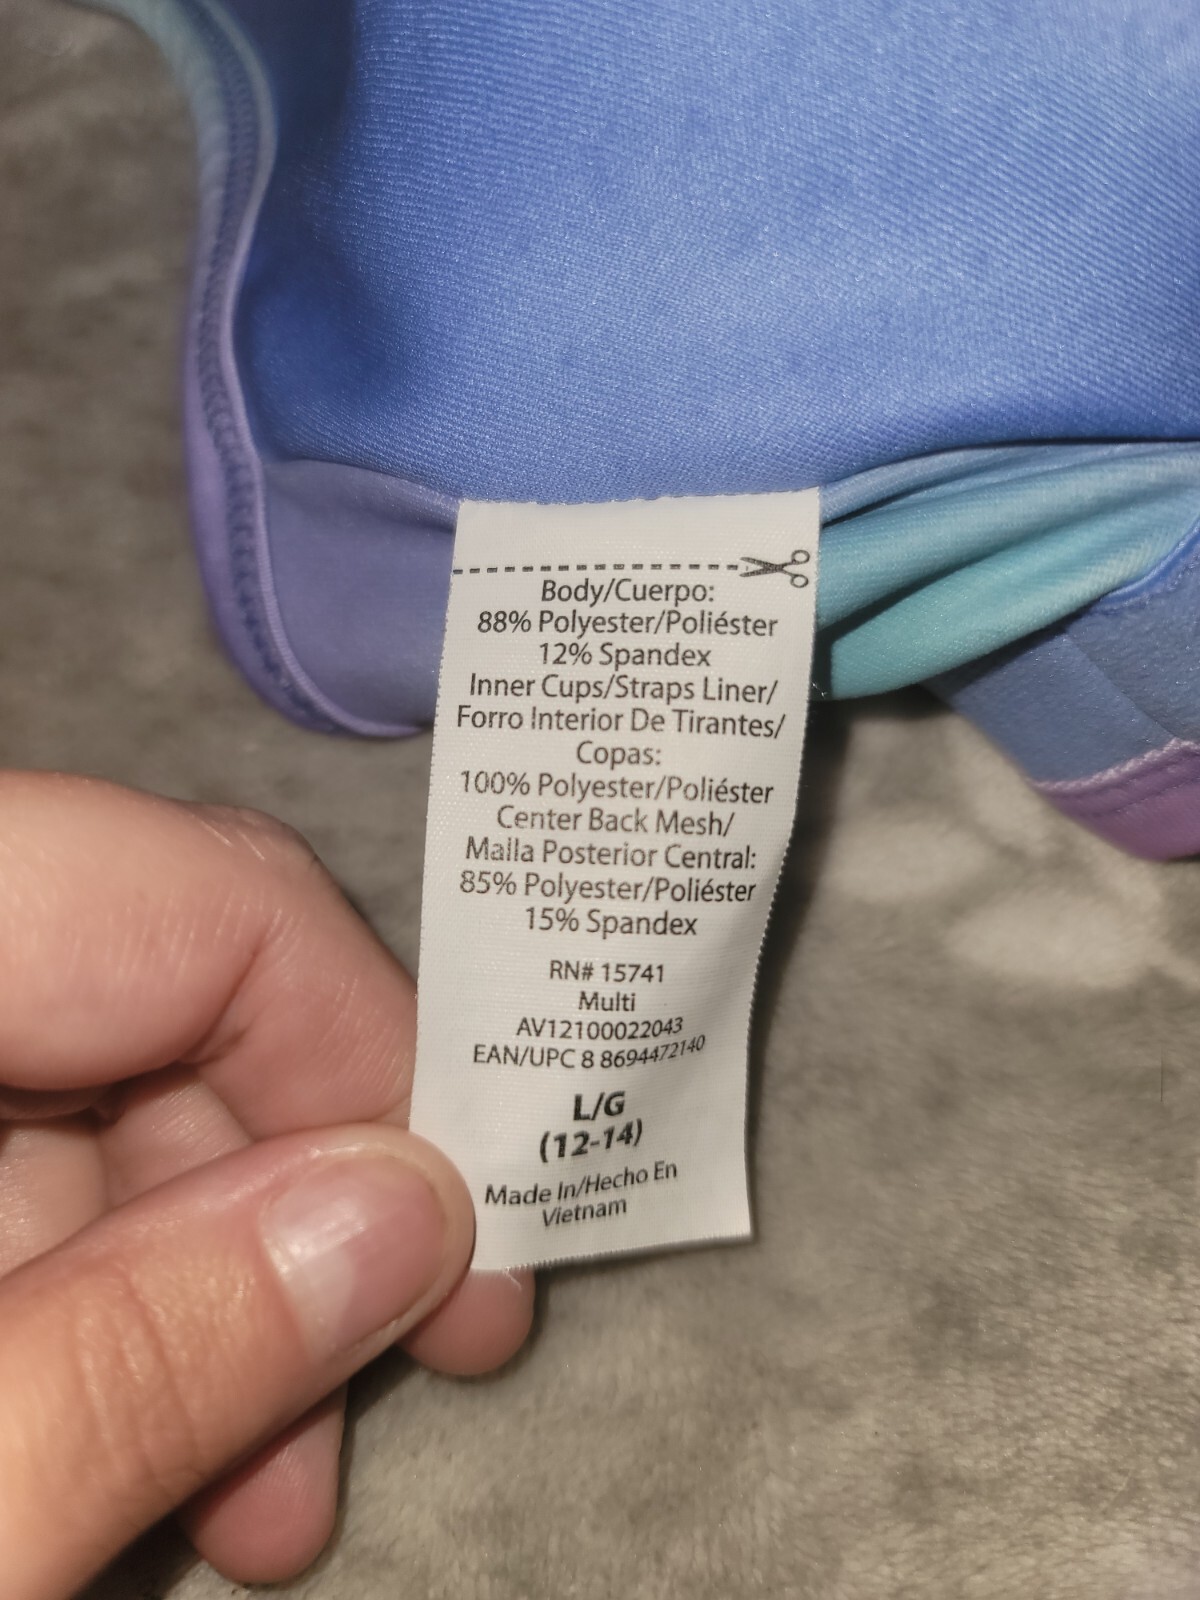 Body/Cuerpo:
88% Polyester/Poliéster
12% Spandex
Inner Cups/Straps Liner/
Forro Interior De Tirantes/
Copas:
100% Polyester/Poliéster
Center Back Mesh/
Malla Posterior Central:
85% Polyester/Poliéster
15% Spandex
RN# 15741
Multi
AV12100022043
EAN/UPC 8 8694472140
L/G
(12-14)
Made In/Hecho En
Vietnam